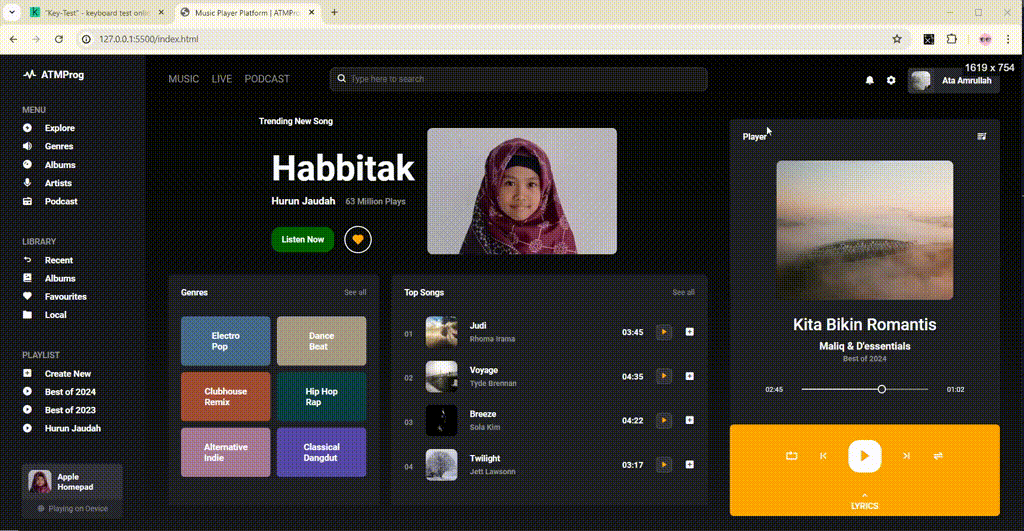 "Key-Test" - keyboard test onlin
Music Player Platform | ATMPro
127.0.0.1:5500/index.html
1619 x 754
ATMProg
MUSIC
LIVE
PODCAST
Type here to search
Ata Amrullah
MENU
Explore
Genres
Albums
Artists
Podcast
LIBRARY
Recent
Albums
Favourites
Local
PLAYLIST
Create New
Best of 2024
Best of 2023
Hurun Jaudah
Apple
Homepad
Playing on Device
Trending New Song
Habbitak
Hurun Jaudah 63 Million Plays
Listen Now
Genres See all
Electro
Pop
Dance
Beat
Clubhouse
Remix
Hip Hop
Rap
Alternative
Indie
Classical
Dangdut
Top Songs See all
01 Judi 03:45
Rhoma Irama
02 Voyage 04:35
Tyde Brennan
03 Breeze 04:22
Sola Kim
04 Twilight 03:17
Jett Lawsonn
Player
Kita Bikin Romantis
Maliq & D'essentials
Best of 2024
02:45 01:02
LYRICS